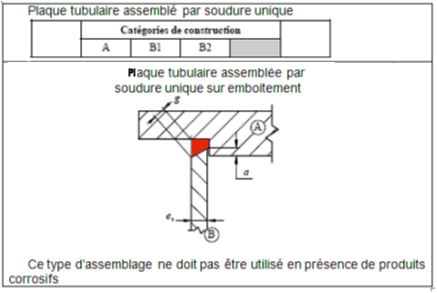 Plaque tubulaire assemblé par soudure unique
Catégories de construction
A B1 B2
Plaque tubulaire assemblée par
soudure unique sur emboitement
g
A
a
B
Ce type d'assemblage ne doit pas être utilisé en présence de produits
corrosifs